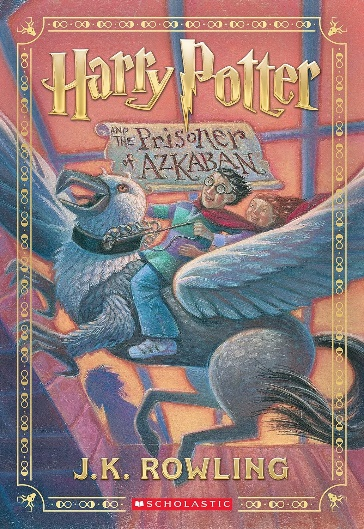 Harry Potter
AND
THE Prisoner
of AZKABAN
J.K. ROWLING
SCHOLASTIC